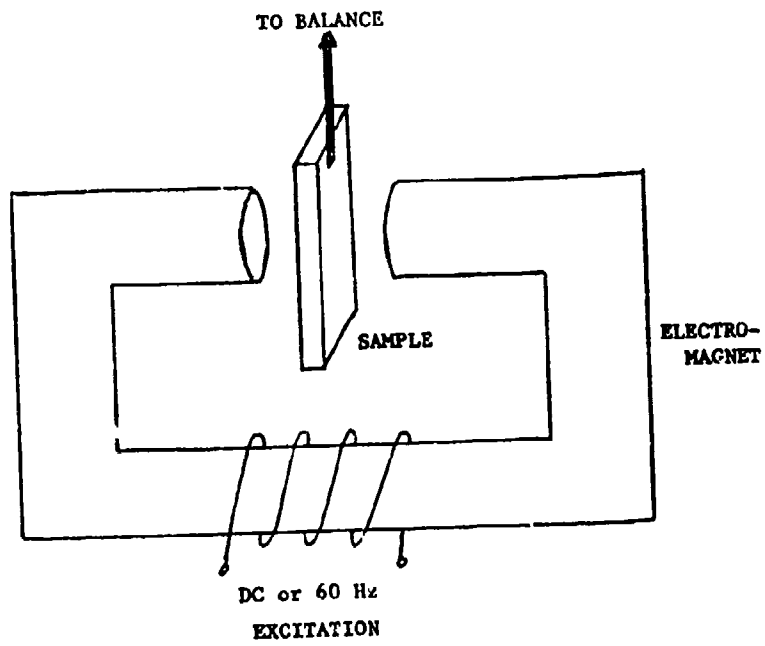 TO BALANCE
SAMPLE
ELECTRO-
MAGNET
DC or 60 Hz
EXCITATION